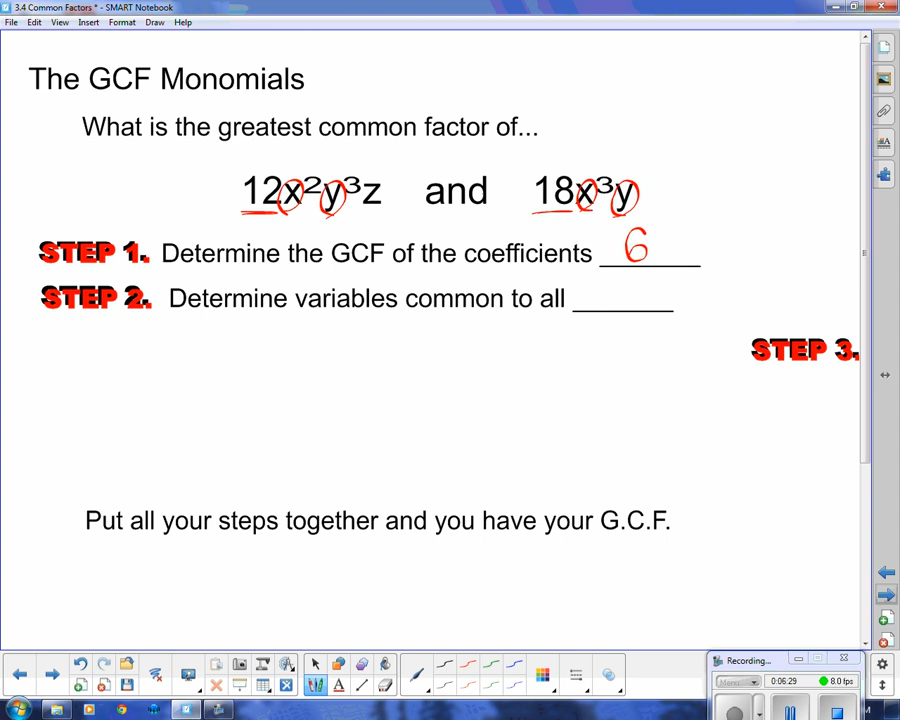 3.4 Common Factors * - SMART Notebook
File Edit View Insert Format Draw Help
The GCF Monomials
What is the greatest common factor of...
12x²y³z and 18x³y
STEP 1. Determine the GCF of the coefficients 6
STEP 2. Determine variables common to all ________
STEP 3.
Put all your steps together and you have your G.C.F.
Recording...
Menu
0:06:29 8.0 fps